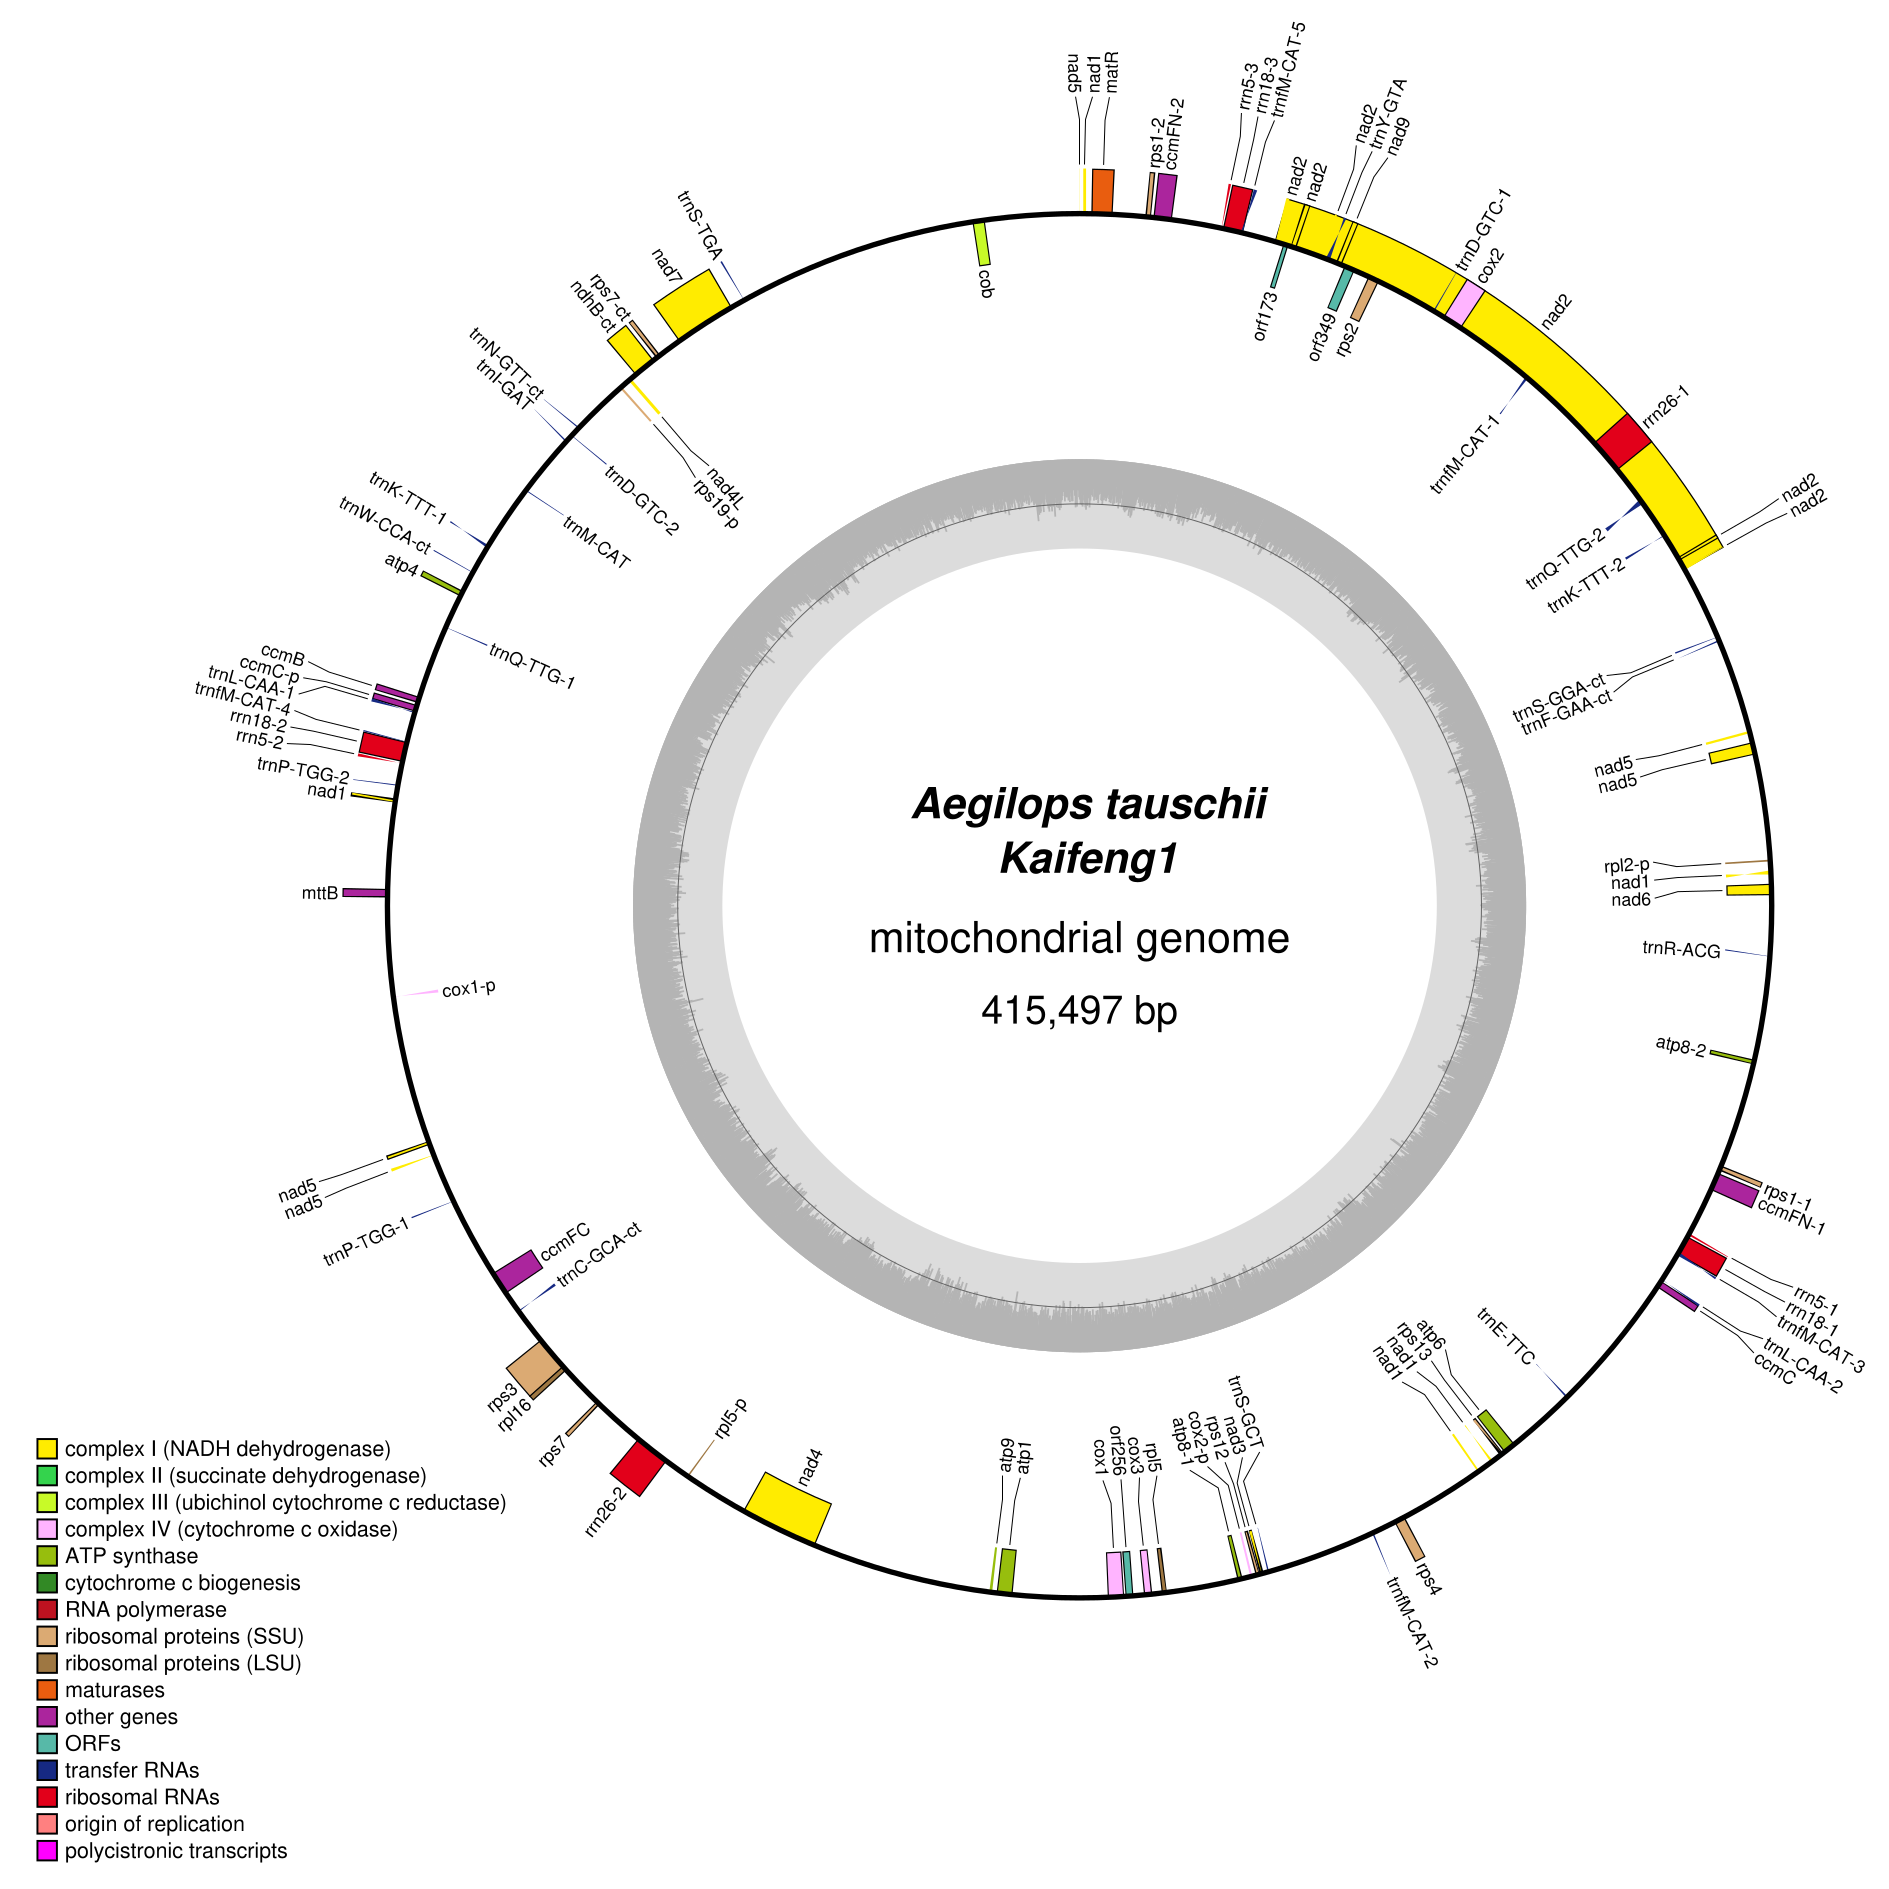 Aegilops tauschii
Kaifeng1
mitochondrial genome
415,497 bp
nad5
nad1
matR
rps1-2
ccmFN-2
rrn5-3
rrn18-3
trnfM-CAT-5
nad2
nad2
nad2
trnY-GTA
nad9
trnD-GTC-1
cox2
nad2
rrn26-1
nad2
nad2
orf173
orf349
rps2
trnfM-CAT-1
trnQ-TTG-2
trnK-TTT-2
trnS-GGA-ct
trnF-GAA-ct
nad5
nad5
rpl2-p
nad1
nad6
trnR-ACG
atp8-2
rps1-1
ccmFN-1
rrn5-1
rrn18-1
trnfM-CAT-3
trnL-CAA-2
ccmC
trnE-TTC
atp6
rps13
nad1
nad1
rps4
trnfM-CAT-2
trnS-GCT
nad3
rps12
cox2-p
atp8-1
rpl5
cox3
orf256
cox1
atp1
atp9
nad4
rpl5-p
rrn26-2
rps7
rpl16
rps3
trnC-GCA-ct
ccmFC
trnP-TGG-1
nad5
nad5
cox1-p
mttB
nad1
trnP-TGG-2
rrn5-2
rrn18-2
trnfM-CAT-4
trnL-CAA-1
ccmC-p
ccmB
trnQ-TTG-1
atp4
trnW-CCA-ct
trnK-TTT-1
trnM-CAT
trnD-GTC-2
trnI-GAT
trnN-GTT-ct
rps19-p
nad4L
ndhB-ct
rps7-ct
nad7
trnS-TGA
cob
complex I (NADH dehydrogenase)
complex II (succinate dehydrogenase)
complex III (ubichinol cytochrome c reductase)
complex IV (cytochrome c oxidase)
ATP synthase
cytochrome c biogenesis
RNA polymerase
ribosomal proteins (SSU)
ribosomal proteins (LSU)
maturases
other genes
ORFs
transfer RNAs
ribosomal RNAs
origin of replication
polycistronic transcripts